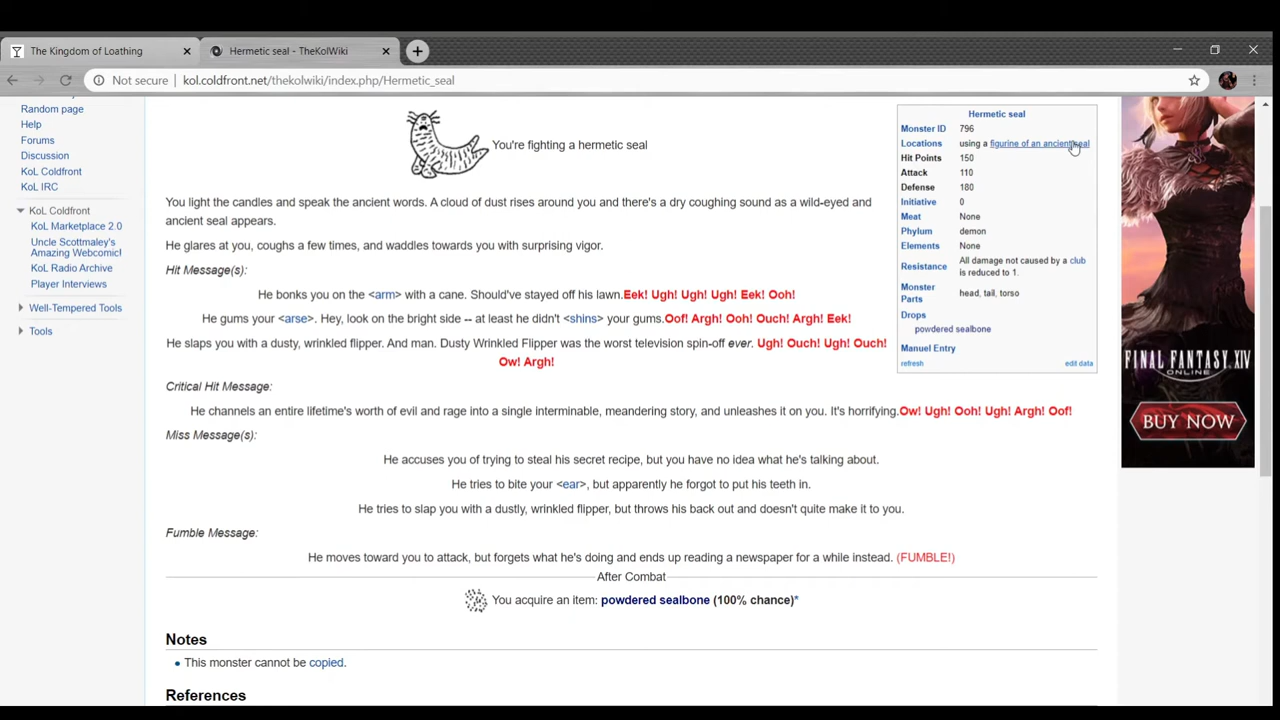 The Kingdom of Loathing
Hermetic seal - TheKolWiki
Not secure | kol.coldfront.net/thekolwiki/index.php/Hermetic_seal
Random page
Help
Forums
Discussion
KoL Coldfront
KoL IRC
KoL Coldfront
KoL Marketplace 2.0
Uncle Scottmaley's
Amazing Webcomic!
KoL Radio Archive
Player Interviews
Well-Tempered Tools
Tools
You're fighting a hermetic seal
You light the candles and speak the ancient words. A cloud of dust rises around you and there's a dry coughing sound as a wild-eyed and
ancient seal appears.
He glares at you, coughs a few times, and waddles towards you with surprising vigor.
Hit Message(s):
He bonks you on the <arm> with a cane. Should've stayed off his lawn.Eek! Ugh! Ugh! Ugh! Eek! Ooh!
He gums your <arse>. Hey, look on the bright side -- at least he didn't <shins> your gums.Oof! Argh! Ooh! Ouch! Argh! Eek!
He slaps you with a dusty, wrinkled flipper. And man. Dusty Wrinkled Flipper was the worst television spin-off ever. Ugh! Ouch! Ugh! Ouch!
Ow! Argh!
Critical Hit Message:
He channels an entire lifetime's worth of evil and rage into a single interminable, meandering story, and unleashes it on you. It's horrifying.Ow! Ugh! Ooh! Ugh! Argh! Oof!
Miss Message(s):
He accuses you of trying to steal his secret recipe, but you have no idea what he's talking about.
He tries to bite your <ear>, but apparently he forgot to put his teeth in.
He tries to slap you with a dustly, wrinkled flipper, but throws his back out and doesn't quite make it to you.
Fumble Message:
He moves toward you to attack, but forgets what he's doing and ends up reading a newspaper for a while instead. (FUMBLE!)
After Combat
You acquire an item: powdered sealbone (100% chance)*
Notes
This monster cannot be copied.
References
Hermetic seal
Monster ID 796
Locations using a figurine of an ancient seal
Hit Points 150
Attack 110
Defense 180
Initiative 0
Meat None
Phylum demon
Elements None
Resistance All damage not caused by a club
is reduced to 1.
Monster
Parts head, tail, torso
Drops
powdered sealbone
Manuel Entry
refresh edit data
FINAL FANTASY XIV
ONLINE
BUY NOW